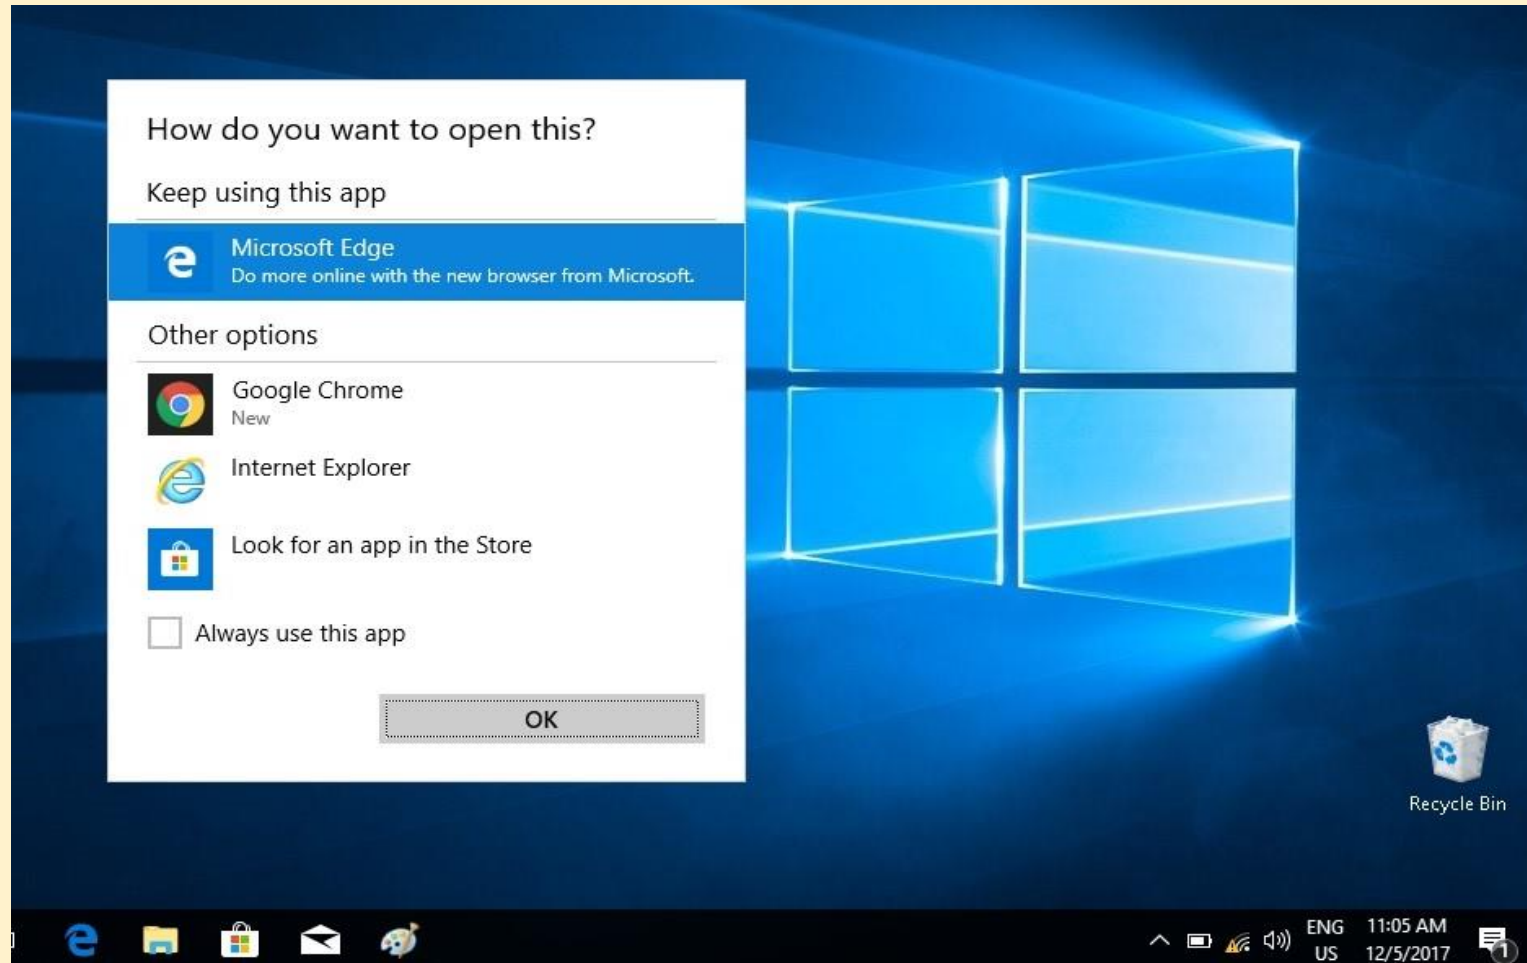 How do you want to open this?
Keep using this app
Microsoft Edge
Do more online with the new browser from Microsoft.
Other options
Google Chrome
New
Internet Explorer
Look for an app in the Store
Always use this app
OK
Recycle Bin
ENG
US
11:05 AM
12/5/2017
1